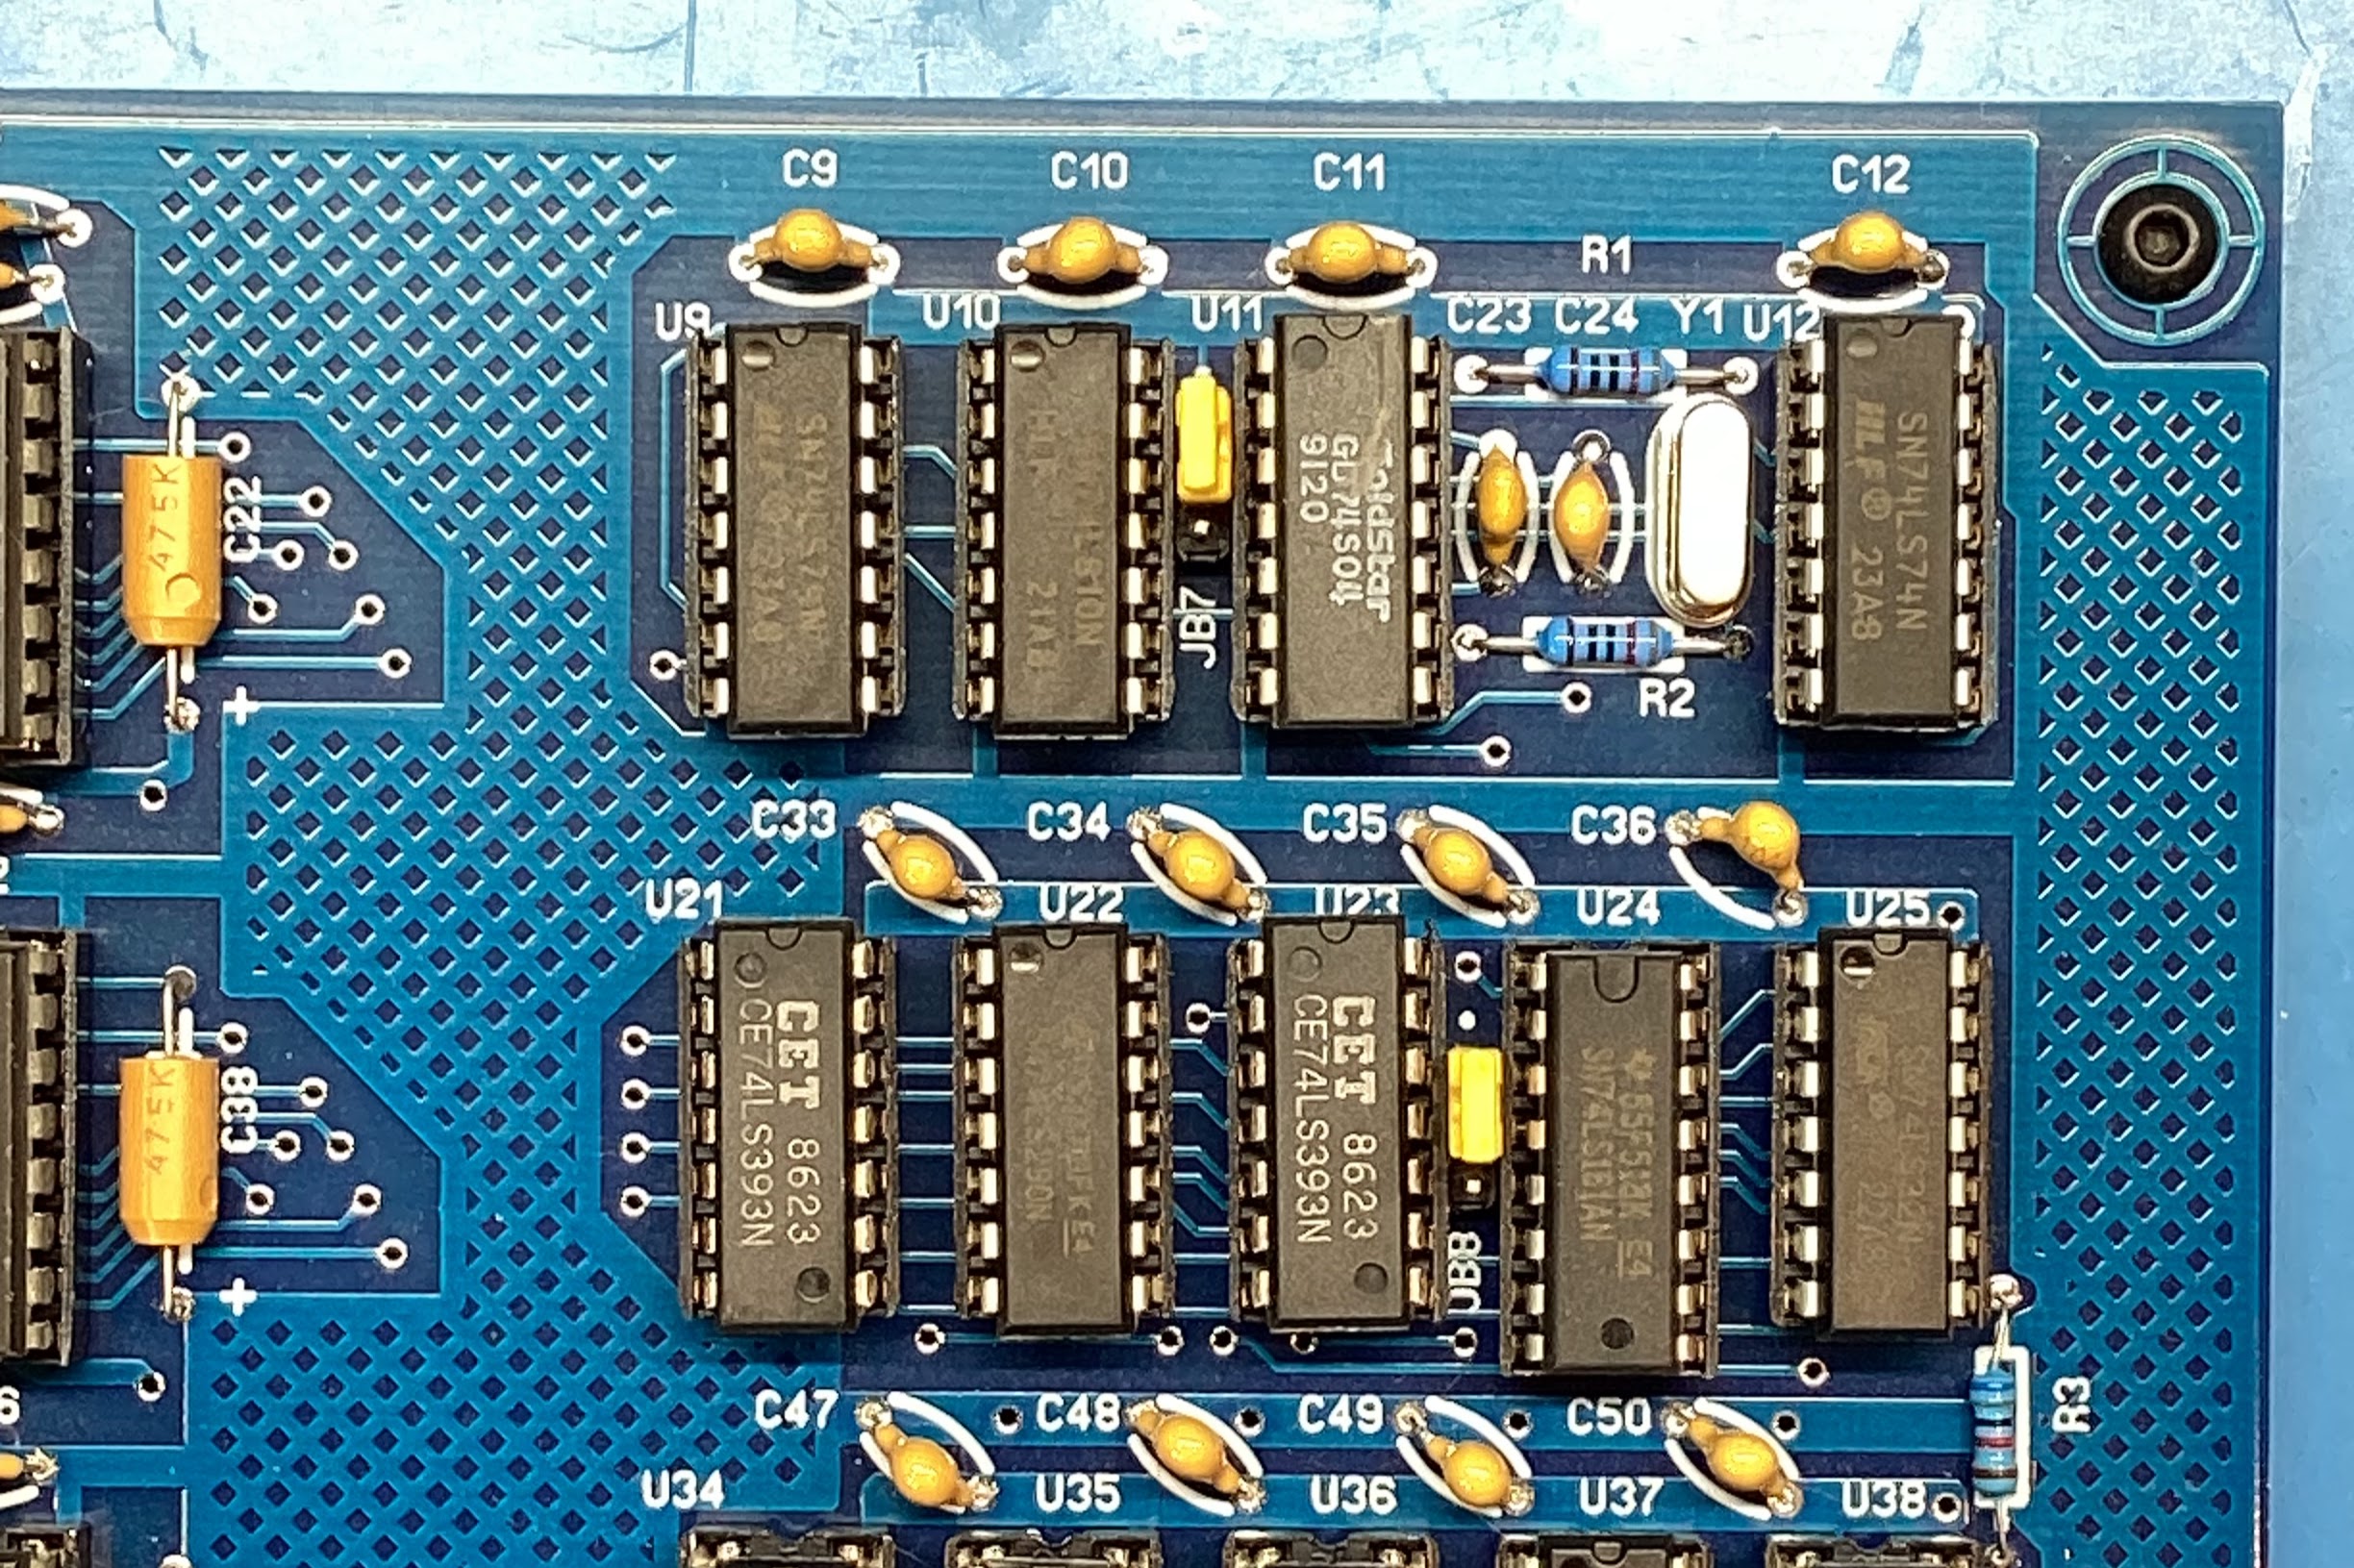 C9
C10
C11
C12
R1
U9
U10
U11
C23 C24 Y1 U12
SN74LS74N
23A8
21A8
Goldstar
GL74S04
9120
SN74LS74N
23A8
475K
C22
JB7
R2
+
C33
C34
C35
C36
U21
U22
U23
U24
U25
CET 8623
CE74LS393N
CET 8623
CE74LS393N
E4
475K
C38
JB8
+
R3
C47
C48
C49
C50
U34
U35
U36
U37
U38